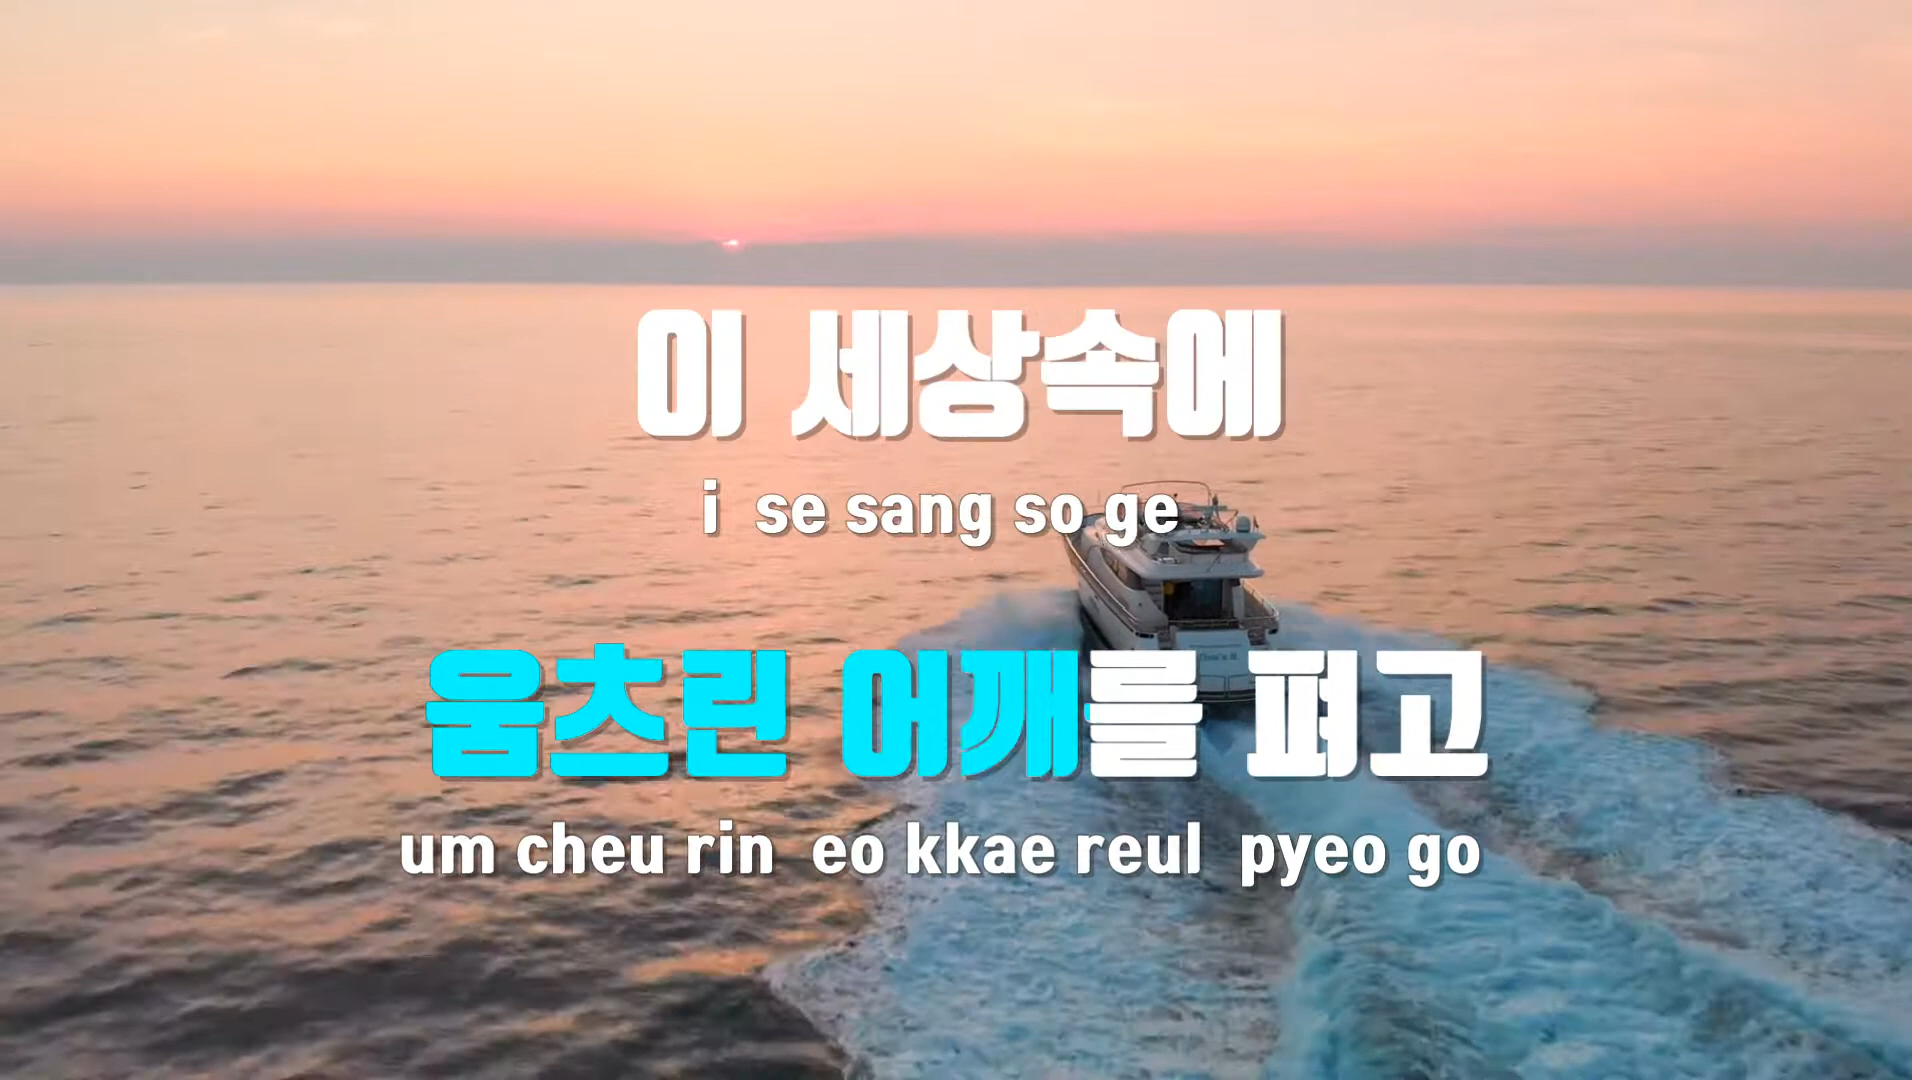 이 세상속에
i se sang so ge
움츠린 어깨를 펴고
um cheu rin eo kkae reul pyeo go